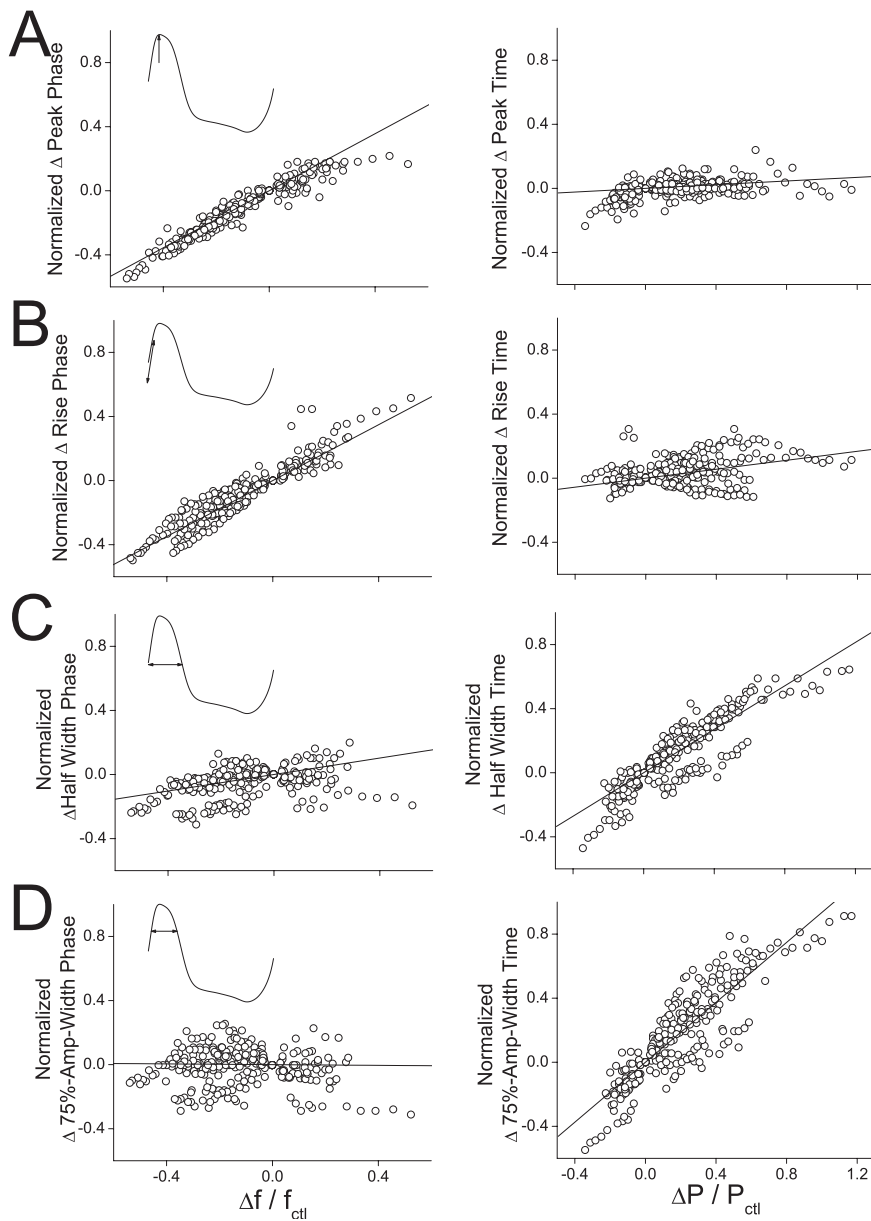 A
Normalized Δ Peak Phase
0.8
0.4
0.0
-0.4
Normalized Δ Peak Time
0.8
0.4
0.0
-0.4
B
Normalized Δ Rise Phase
0.8
0.4
0.0
-0.4
Normalized Δ Rise Time
0.8
0.4
0.0
-0.4
C
Normalized
ΔHalf Width Phase
0.8
0.4
0.0
-0.4
Normalized
Δ Half Width Time
0.8
0.4
0.0
-0.4
D
Normalized
Δ 75%-Amp-Width Phase
0.8
0.4
0.0
-0.4
-0.4 0.0 0.4
Δf / fctl
Normalized
Δ 75%-Amp-Width Time
0.8
0.4
0.0
-0.4
-0.4 0.0 0.4 0.8 1.2
ΔP / Pctl